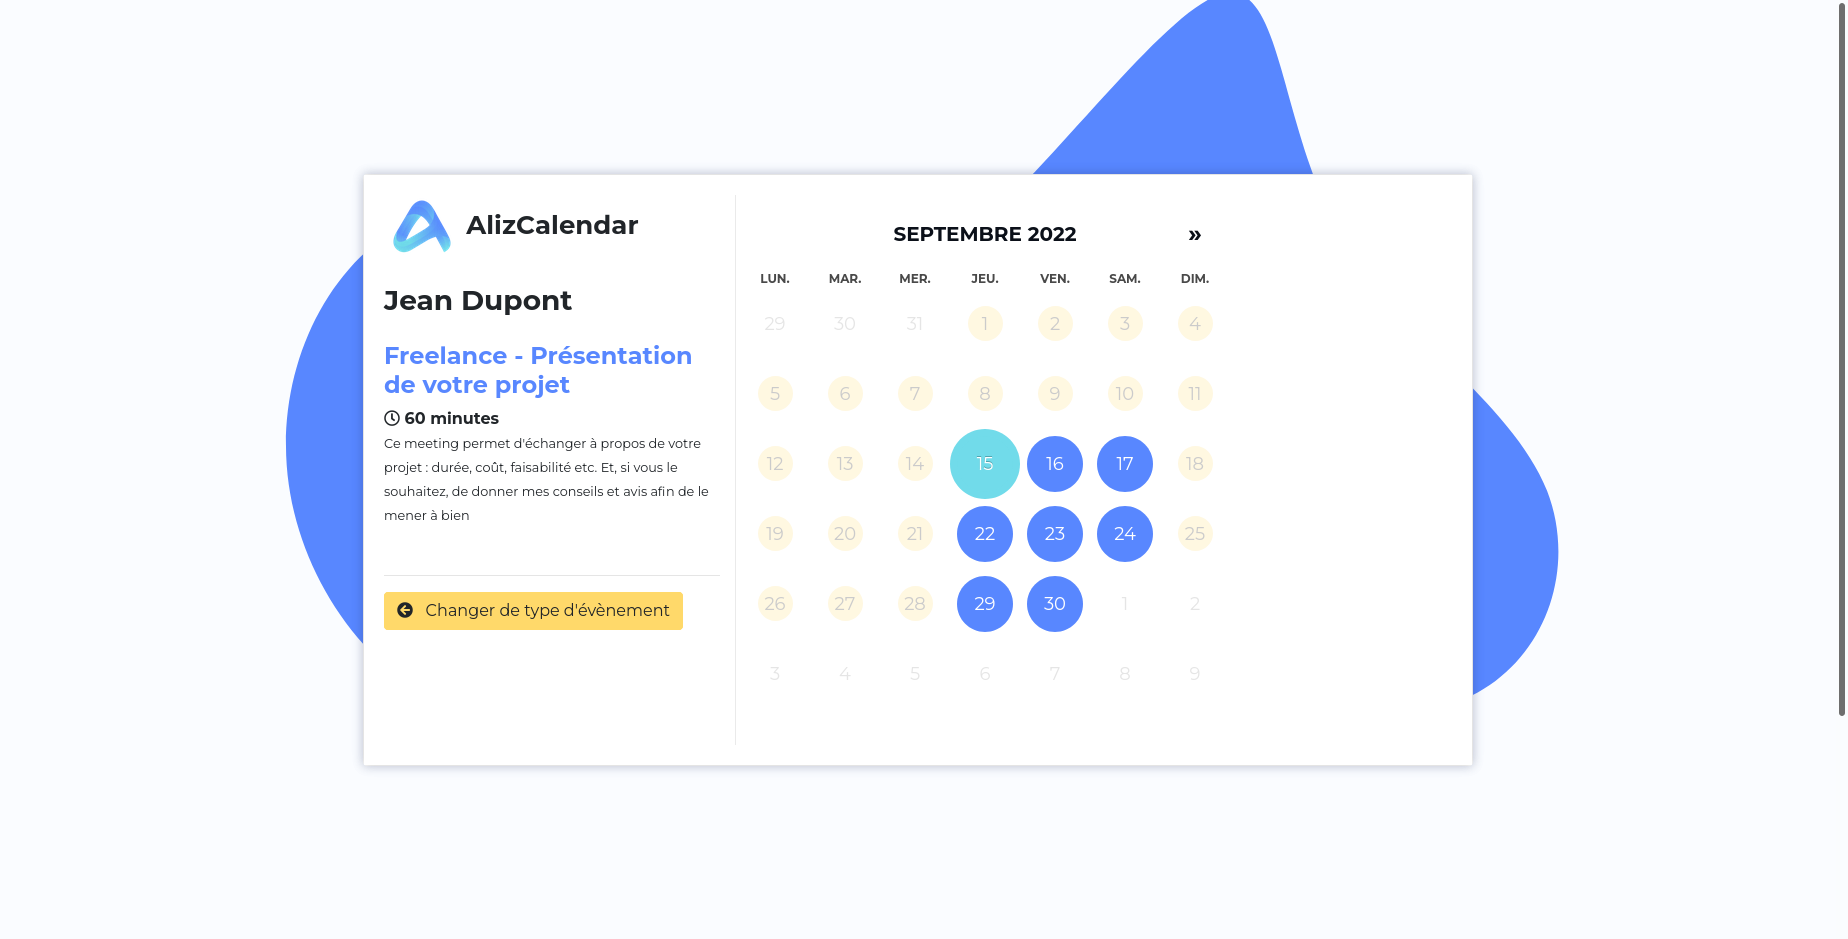 AlizCalendar
Jean Dupont
Freelance - Présentation
de votre projet
60 minutes
Ce meeting permet d'échanger à propos de votre
projet : durée, coût, faisabilité etc. Et, si vous le
souhaitez, de donner mes conseils et avis afin de le
mener à bien
Changer de type d'évènement
SEPTEMBRE 2022 »
LUN. MAR. MER. JEU. VEN. SAM. DIM.
29 30 31 1 2 3 4
5 6 7 8 9 10 11
12 13 14 15 16 17 18
19 20 21 22 23 24 25
26 27 28 29 30 1 2
3 4 5 6 7 8 9